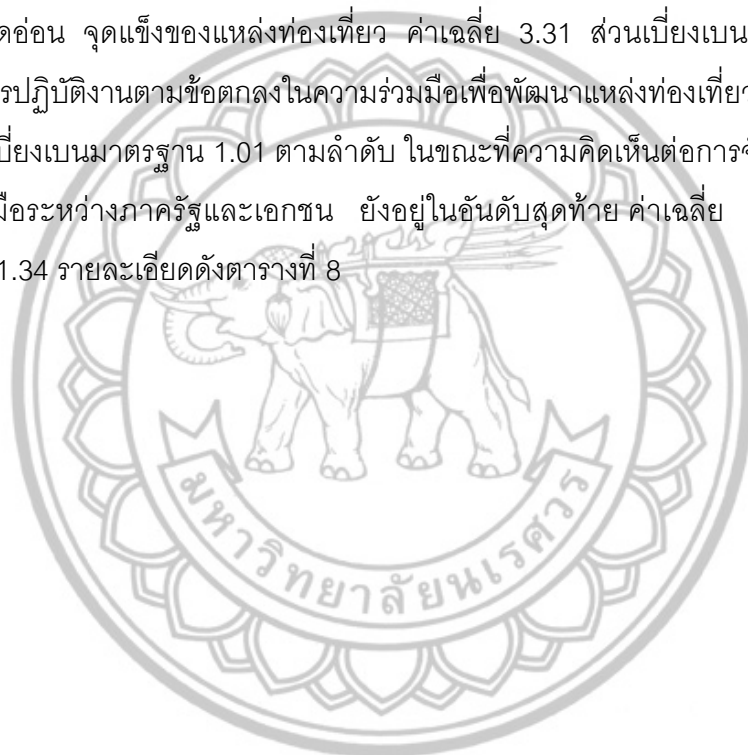 ดอ่อน จุดแข็งของแหล่งท่องเที่ยว ค่าเฉลี่ย 3.31 ส่วนเบี่ยงเบน
รปฏิบัติงานตามข้อตกลงในความร่วมมือเพื่อพัฒนาแหล่งท่องเที่ยว
บี่ยงเบนมาตรฐาน 1.01 ตามลำดับ ในขณะที่ความคิดเห็นต่อการจ
มือระหว่างภาครัฐและเอกชน ยังอยู่ในอันดับสุดท้าย ค่าเฉลี่ย
1.34 รายละเอียดดังตารางที่ 8
มหาวิทยาลัยนเรศวร